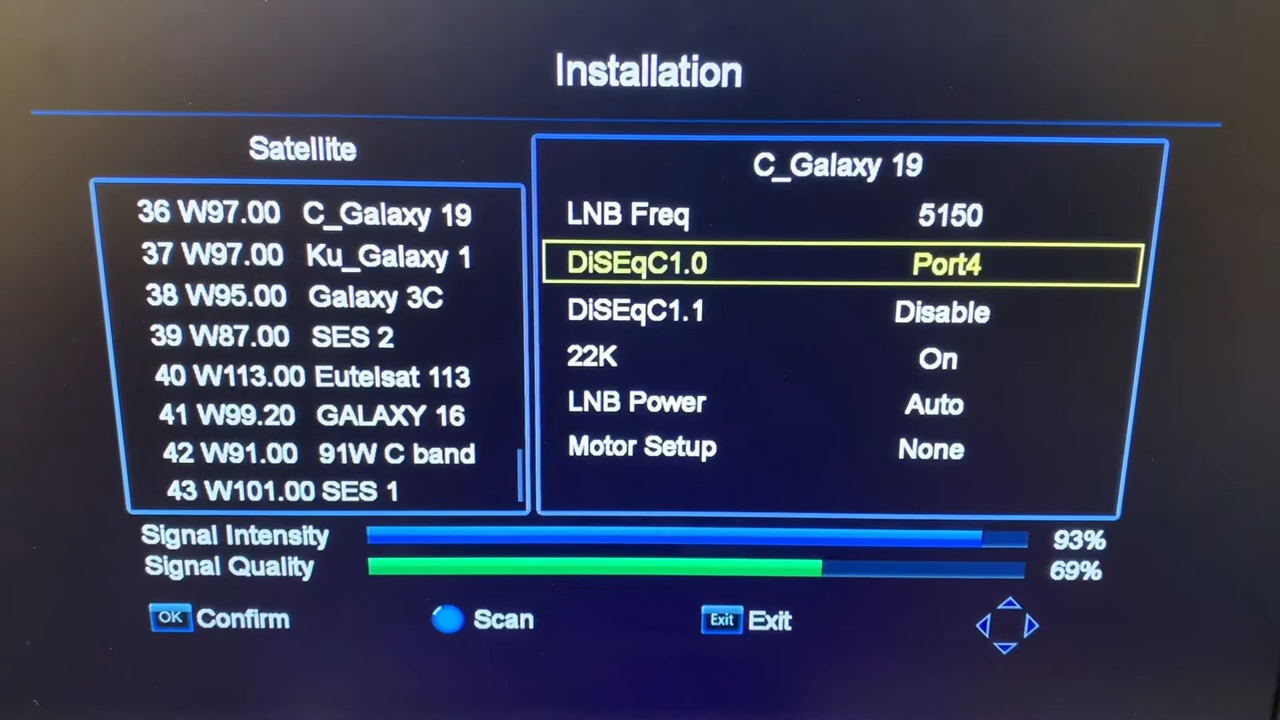 Installation
Satellite
36 W97.00 C_Galaxy 19
37 W97.00 Ku_Galaxy 1
38 W95.00 Galaxy 3C
39 W87.00 SES 2
40 W113.00 Eutelsat 113
41 W99.20 GALAXY 16
42 W91.00 91W C band
43 W101.00 SES 1
C_Galaxy 19
LNB Freq 5150
DiSEqC1.0 Port4
DiSEqC1.1 Disable
22K On
LNB Power Auto
Motor Setup None
Signal Intensity 93%
Signal Quality 69%
OK Confirm Scan Exit Exit